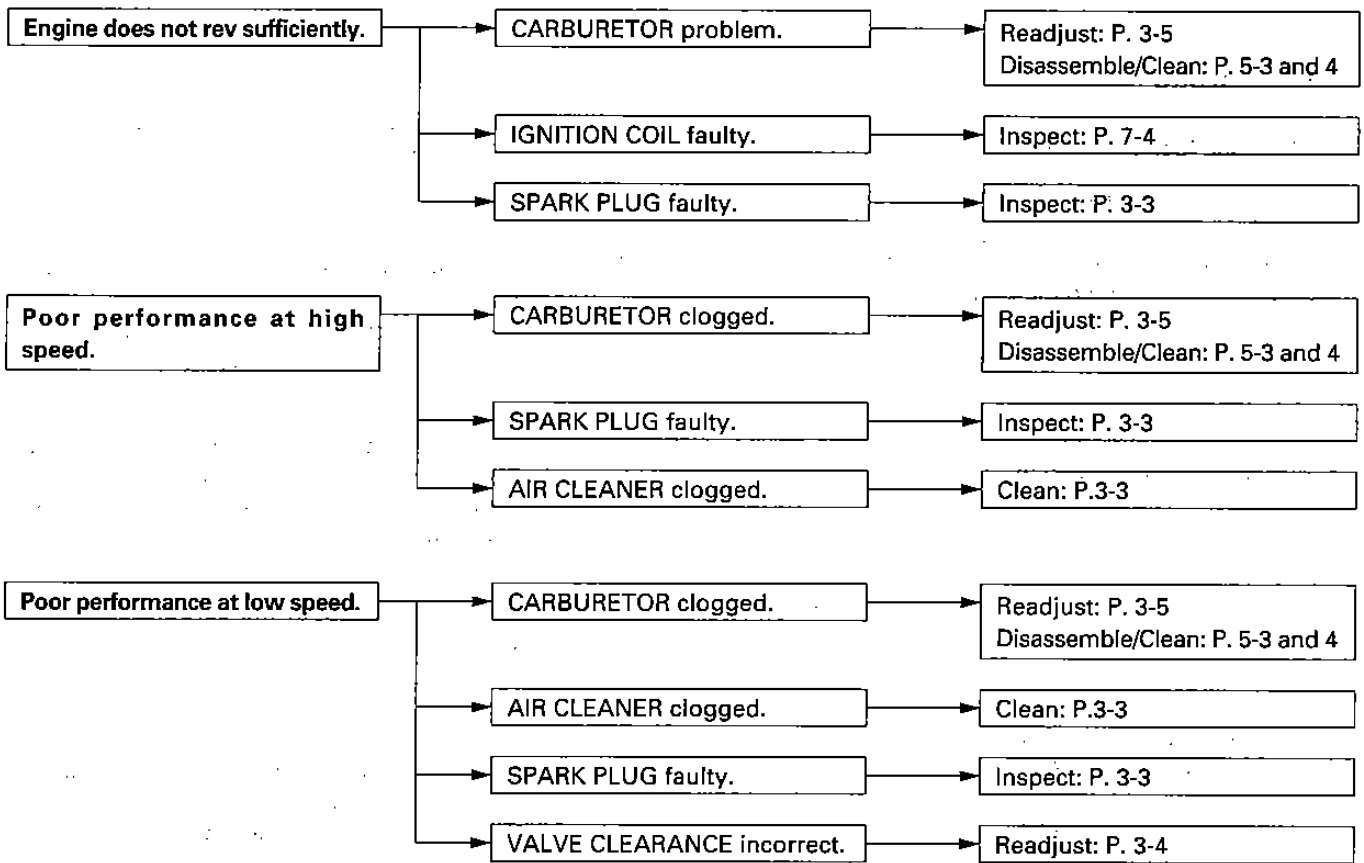 Engine does not rev sufficiently.
CARBURETOR problem.
Readjust: P. 3-5
Disassemble/Clean: P. 5-3 and 4
IGNITION COIL faulty.
Inspect: P. 7-4
SPARK PLUG faulty.
Inspect: P. 3-3
Poor performance at high
speed.
CARBURETOR clogged.
Readjust: P. 3-5
Disassemble/Clean: P. 5-3 and 4
SPARK PLUG faulty.
Inspect: P. 3-3
AIR CLEANER clogged.
Clean: P.3-3
Poor performance at low speed.
CARBURETOR clogged.
Readjust: P. 3-5
Disassemble/Clean: P. 5-3 and 4
AIR CLEANER clogged.
Clean: P.3-3
SPARK PLUG faulty.
Inspect: P. 3-3
VALVE CLEARANCE incorrect.
Readjust: P. 3-4